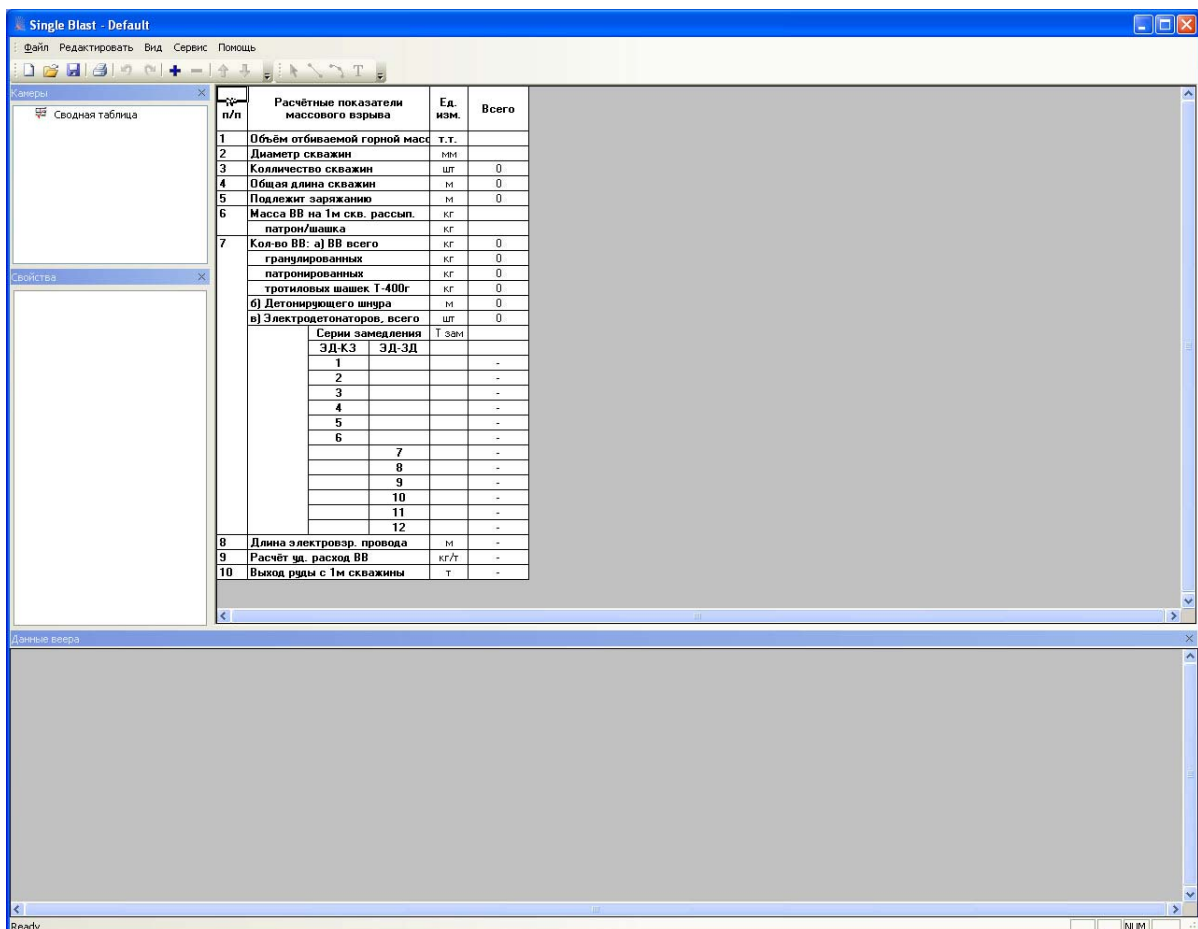 Single Blast - Default
Файл Редактировать Вид Сервис Помощь
Камеры
Сводная таблица
Свойства
№ п/п Расчётные показатели массового взрыва Ед. изм. Всего
1 Объём отбиваемой горной масс т.т.
2 Диаметр скважин мм
3 Колличество скважин шт 0
4 Общая длина скважин м 0
5 Подлежит заряжанию м 0
6 Масса ВВ на 1м скв. рассып. кг
патрон/шашка кг
7 Кол-во ВВ: а) ВВ всего кг 0
гранулированных кг 0
патронированных кг 0
тротиловых шашек Т-400г кг 0
б) Детонирующего шнура м 0
в) Электродетонаторов, всего шт 0
Серии замедления Т зам
ЭД-КЗ ЭД-ЗД
1 -
2 -
3 -
4 -
5 -
6 -
7 -
8 -
9 -
10 -
11 -
12 -
8 Длина электровзр. провода м -
9 Расчёт уд. расход ВВ кг/т -
10 Выход руды с 1м скважины т -
Данные веера
Ready NUM